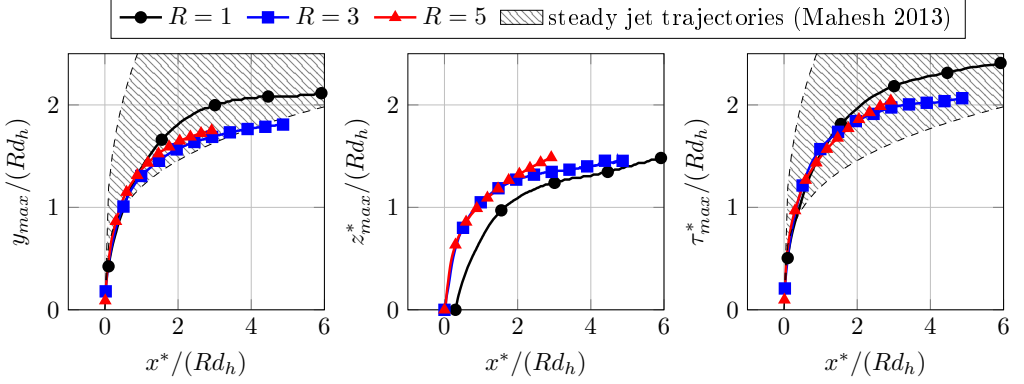 R = 1 R = 3 R = 5 steady jet trajectories (Mahesh 2013)
y_max/(Rd_h)
2
1
0
0 2 4 6
x*/(Rd_h)
z*_max/(Rd_h)
2
1
0
0 2 4 6
x*/(Rd_h)
τ*_max/(Rd_h)
2
1
0
0 2 4 6
x*/(Rd_h)